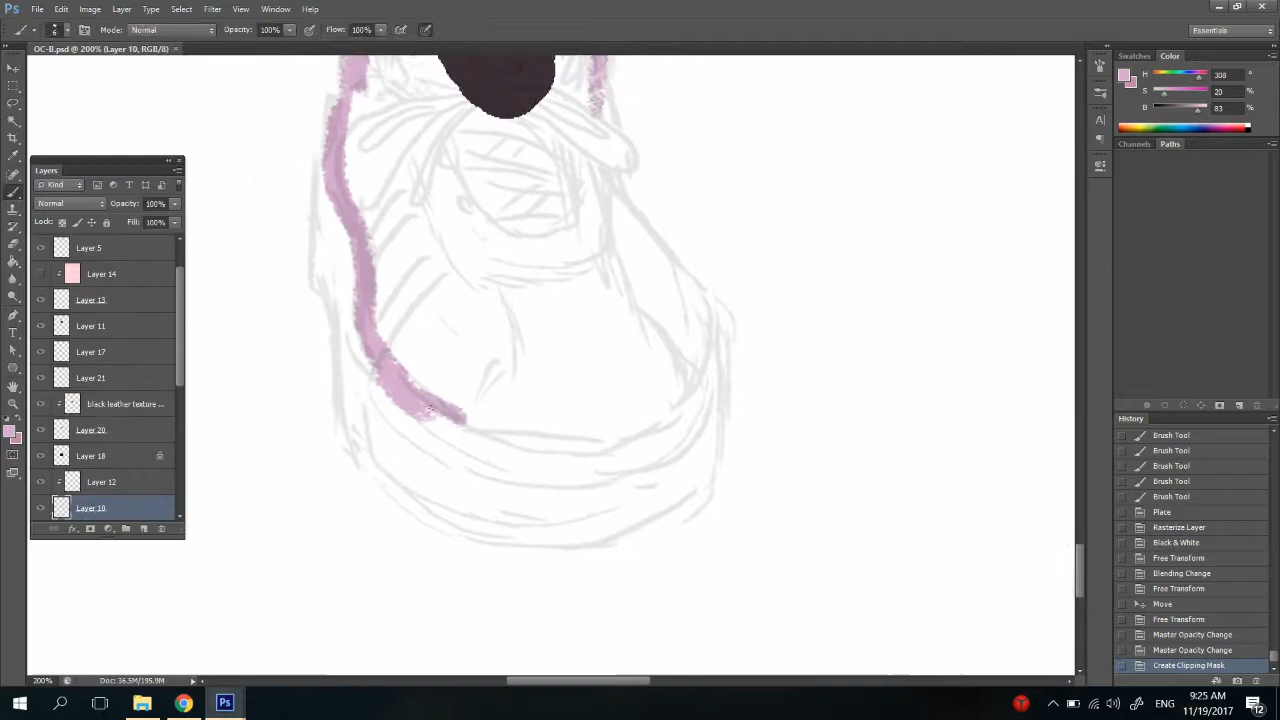 Ps File Edit Image Layer Type Select Filter View Window Help
6 Mode: Normal Opacity: 100% Flow: 100% Essentials
OC-B.psd @ 200% (Layer 10, RGB/8) ×
Swatches Color
H 308 °
S 20 %
B 83 %
Channels Paths
Layers
Kind
Normal Opacity: 100%
Lock: Fill: 100%
Layer 5
Layer 14
Layer 13
Layer 11
Layer 17
Layer 21
black leather texture ...
Layer 20
Layer 18
Layer 12
Layer 10
fx
History
Brush Tool
Brush Tool
Brush Tool
Brush Tool
Brush Tool
Place
Rasterize Layer
Black & White
Free Transform
Blending Change
Free Transform
Move
Free Transform
Master Opacity Change
Master Opacity Change
Create Clipping Mask
200% Doc: 36.5M/195.9M
Ps ENG 9:25 AM
11/19/2017 12